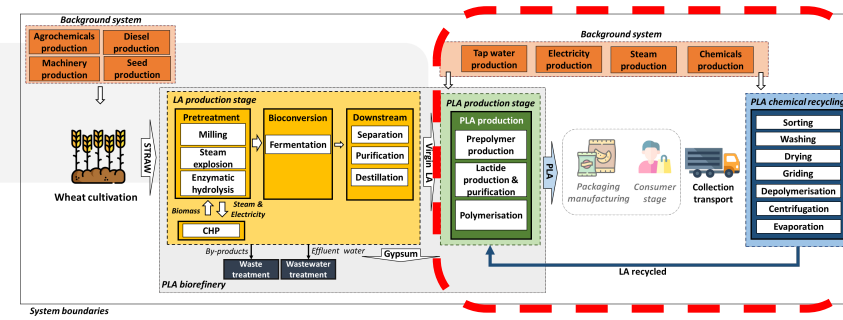 Background system
Agrochemicals
production
Diesel
production
Machinery
production
Seed
production
Background system
Tap water
production
Electricity
production
Steam
production
Chemicals
production
LA production stage
Pretreatment
Milling
Steam
explosion
Enzymatic
hydrolysis
Bioconversion
Fermentation
Downstream
Separation
Purification
Destillation
Biomass
Steam &
Electricity
CHP
STRAW
Wheat cultivation
Virgin LA
PLA production stage
PLA production
Prepolymer
production
Lactide
production &
purification
Polymerisation
PLA
Packaging
manufacturing
Consumer
stage
Collection
transport
PLA chemical recycling
Sorting
Washing
Drying
Griding
Depolymerisation
Centrifugation
Evaporation
By-products
Effluent water
Gypsum
LA recycled
Waste
treatment
Wastewater
treatment
PLA biorefinery
System boundaries